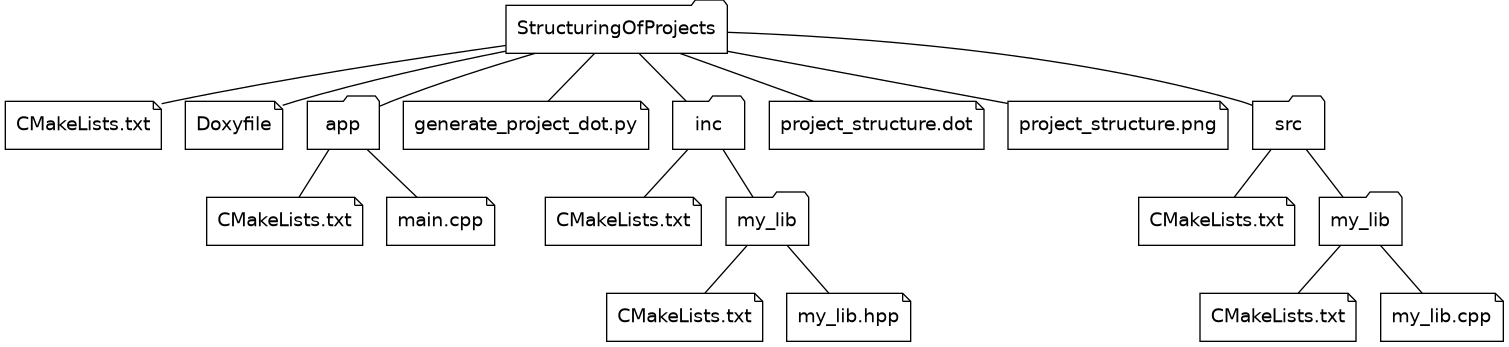 StructuringOfProjects
CMakeLists.txt
Doxyfile
app
generate_project_dot.py
inc
project_structure.dot
project_structure.png
src
CMakeLists.txt
main.cpp
CMakeLists.txt
my_lib
CMakeLists.txt
my_lib
CMakeLists.txt
my_lib.hpp
CMakeLists.txt
my_lib.cpp